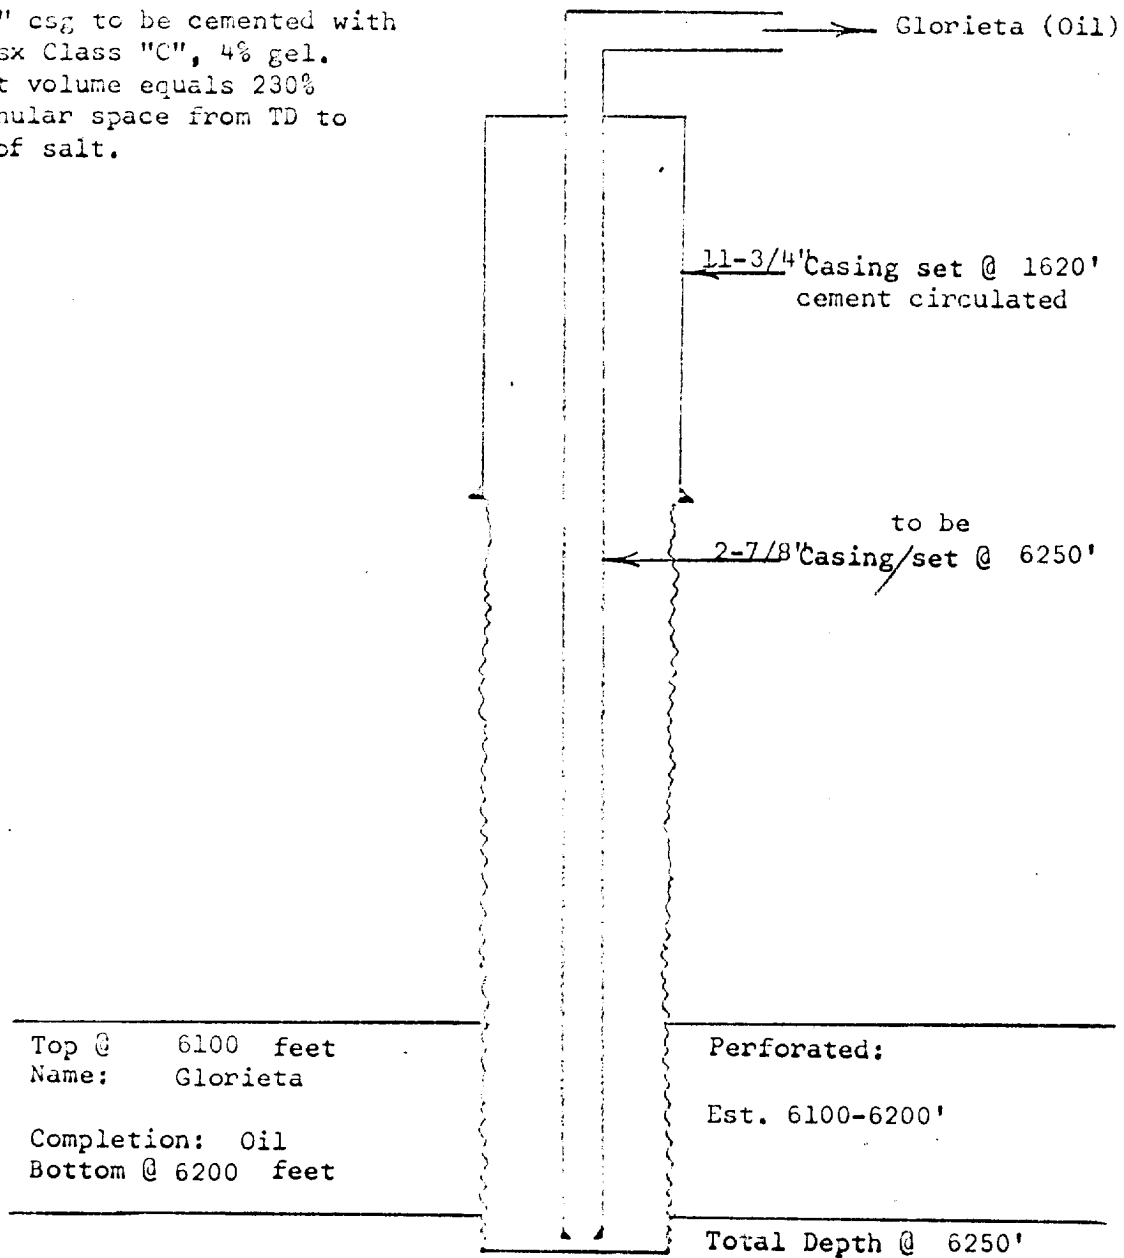 " csg to be cemented with
sx Class "C", 4% gel.
t volume equals 230%
nular space from TD to
of salt.
Glorieta (Oil)
11-3/4" Casing set @ 1620'
cement circulated
to be
2-7/8" Casing/set @ 6250'
Top @ 6100 feet
Name: Glorieta
Completion: Oil
Bottom @ 6200 feet
Perforated:
Est. 6100-6200'
Total Depth @ 6250'